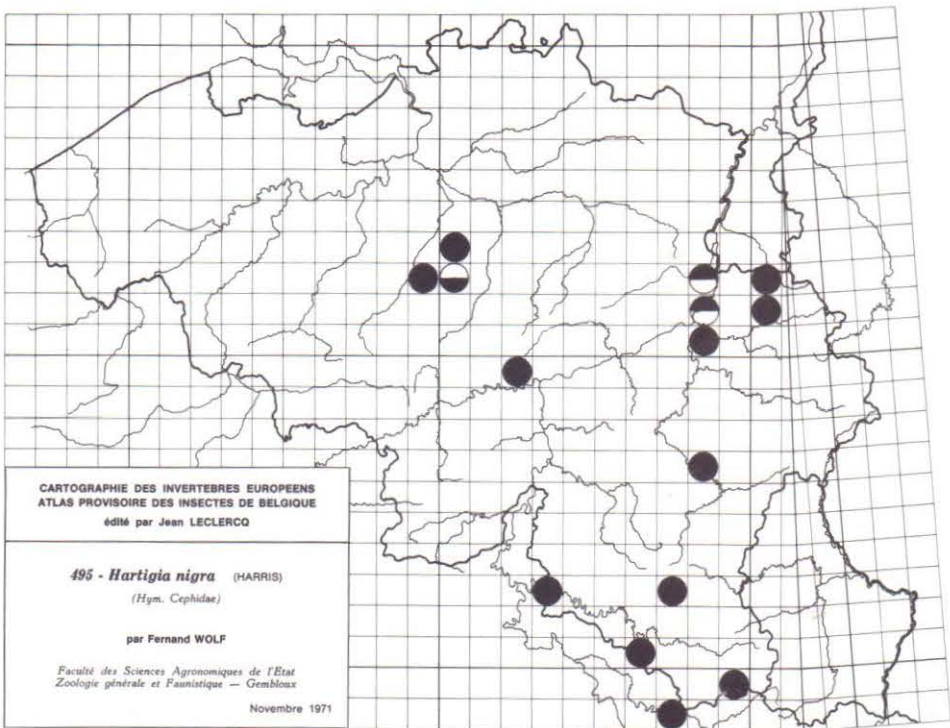 CARTOGRAPHIE DES INVERTEBRES EUROPEENS
ATLAS PROVISOIRE DES INSECTES DE BELGIQUE
édité par Jean LECLERCQ
495 - Hartigia nigra (HARRIS)
(Hym. Cephidae)
par Fernand WOLF
Faculté des Sciences Agronomiques de l'Etat
Zoologie générale et Faunistique — Gembloux
Novembre 1971